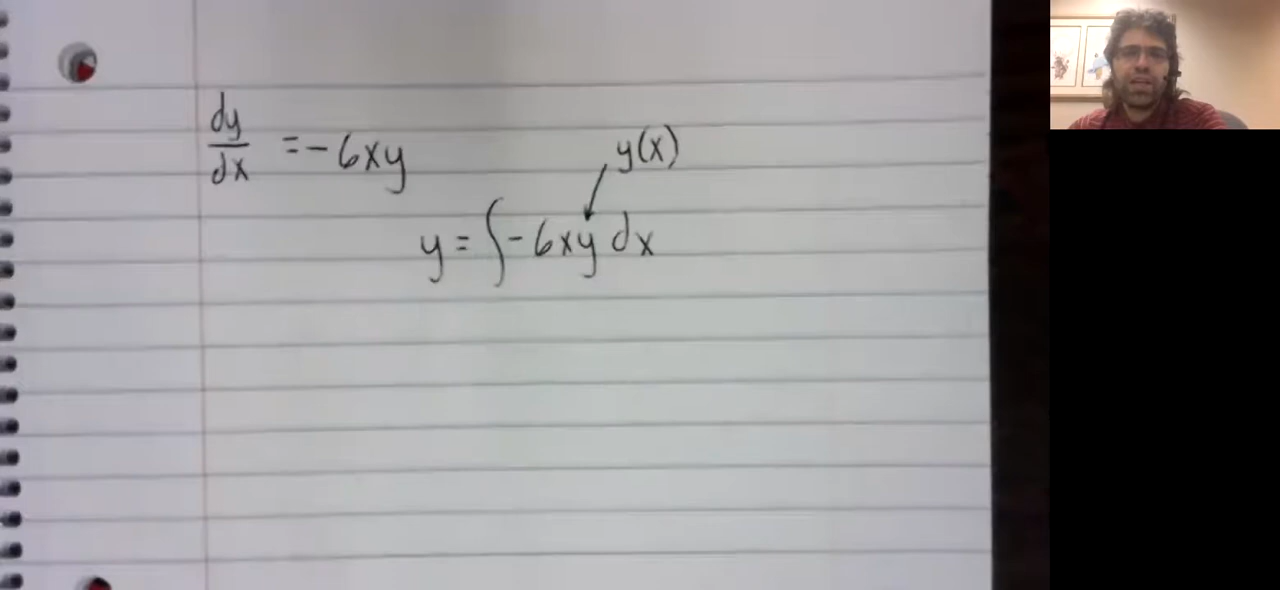 dy/dx = -6xy
y(x)
y = ∫ -6xy dx